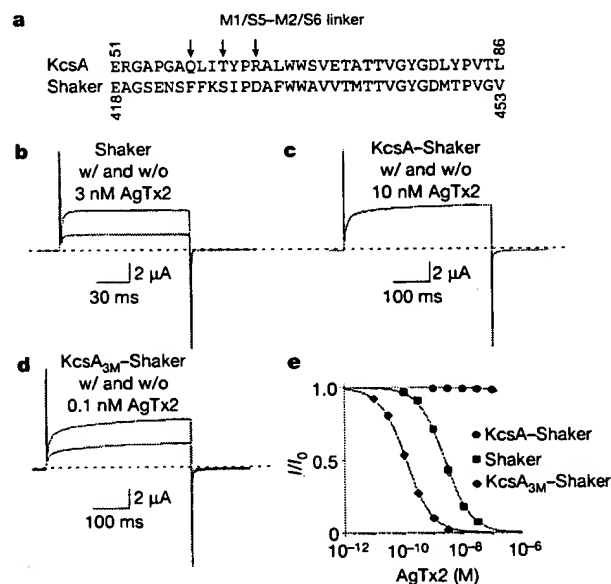 a
M1/S5–M2/S6 linker
51
86
KcsA ERGAPGAQLITYPRALWWSVETATTVGYGDLYPVTL
Shaker EAGSENSFFKSIPDAFWWAVVTMTTVGYGDMTPVGV
418
453
b
Shaker
w/ and w/o
3 nM AgTx2
2 μA
30 ms
c
KcsA–Shaker
w/ and w/o
10 nM AgTx2
2 μA
100 ms
d
KcsA3M–Shaker
w/ and w/o
0.1 nM AgTx2
2 μA
100 ms
e
I/I0
1.0
0.5
0
10−12 10−10 10−8 10−6
AgTx2 (M)
KcsA–Shaker
Shaker
KcsA3M–Shaker